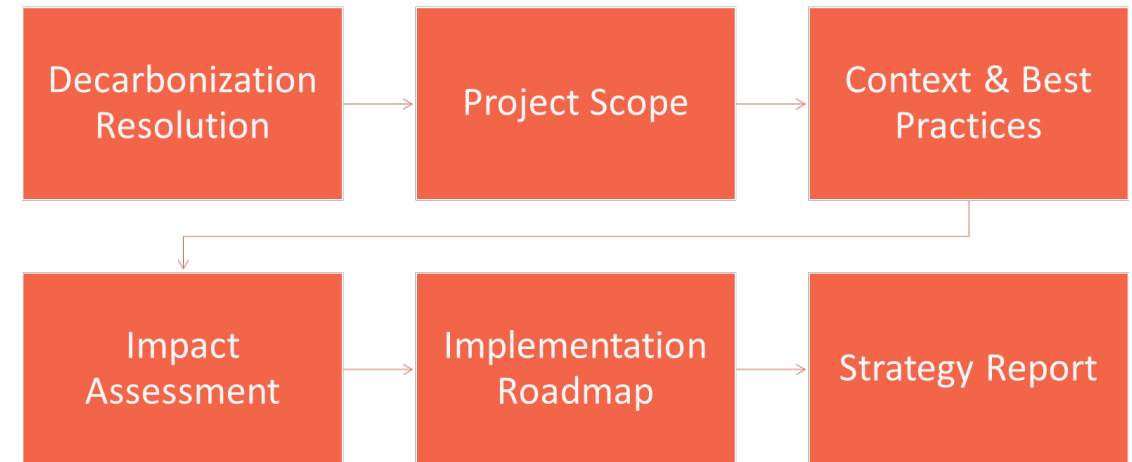 Decarbonization
Resolution
Project Scope
Context & Best
Practices
Impact
Assessment
Implementation
Roadmap
Strategy Report